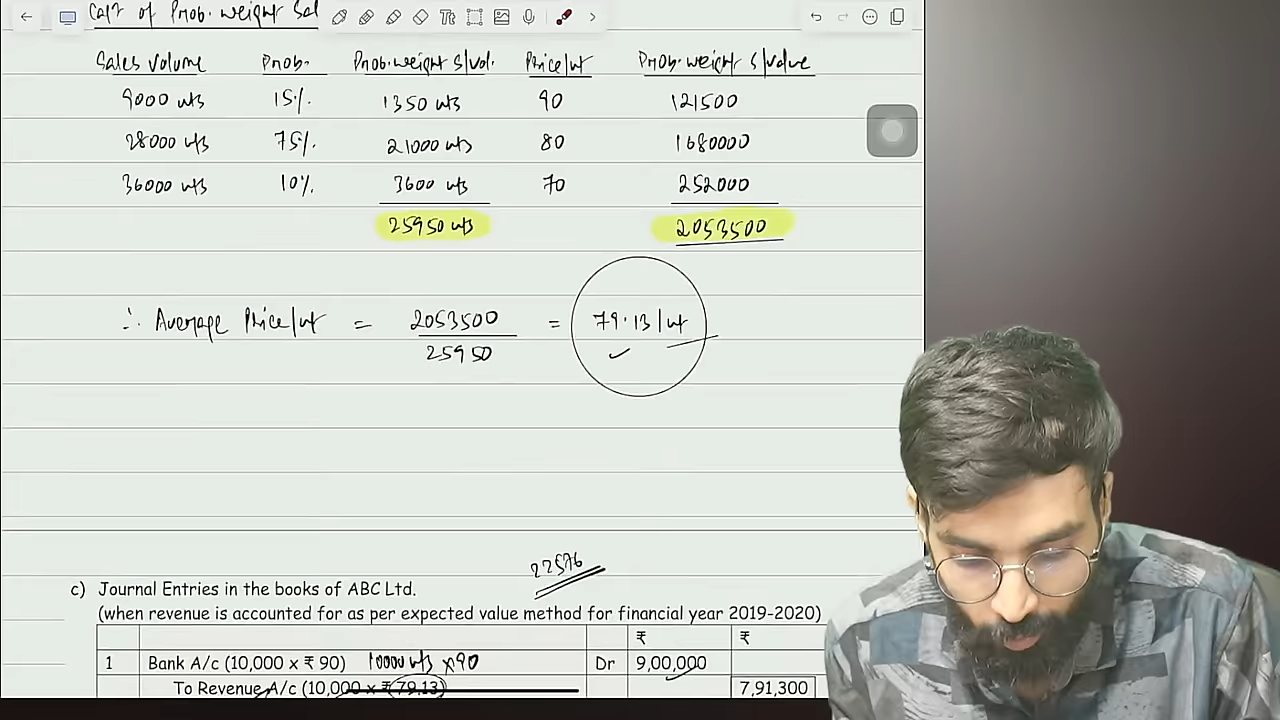 Calⁿ of Prob. weight Sal
Sales Volume Prob. Prob. weight S/vol. Price/ut Prob. weight S/value
9000 uts 15% 1350 uts 90 121500
28000 uts 75% 21000 uts 80 1680000
36000 uts 10% 3600 uts 70 252000
25950 uts 2053500
∴ Average Price/ut = 2053500 / 25950 = 79.13/ut
22576
c) Journal Entries in the books of ABC Ltd.
(when revenue is accounted for as per expected value method for financial year 2019-2020)
₹ ₹
1 Bank A/c (10,000 x ₹ 90) 10000 uts x90 Dr 9,00,000
To Revenue A/c (10,000 x ₹ 79.13) 7,91,300